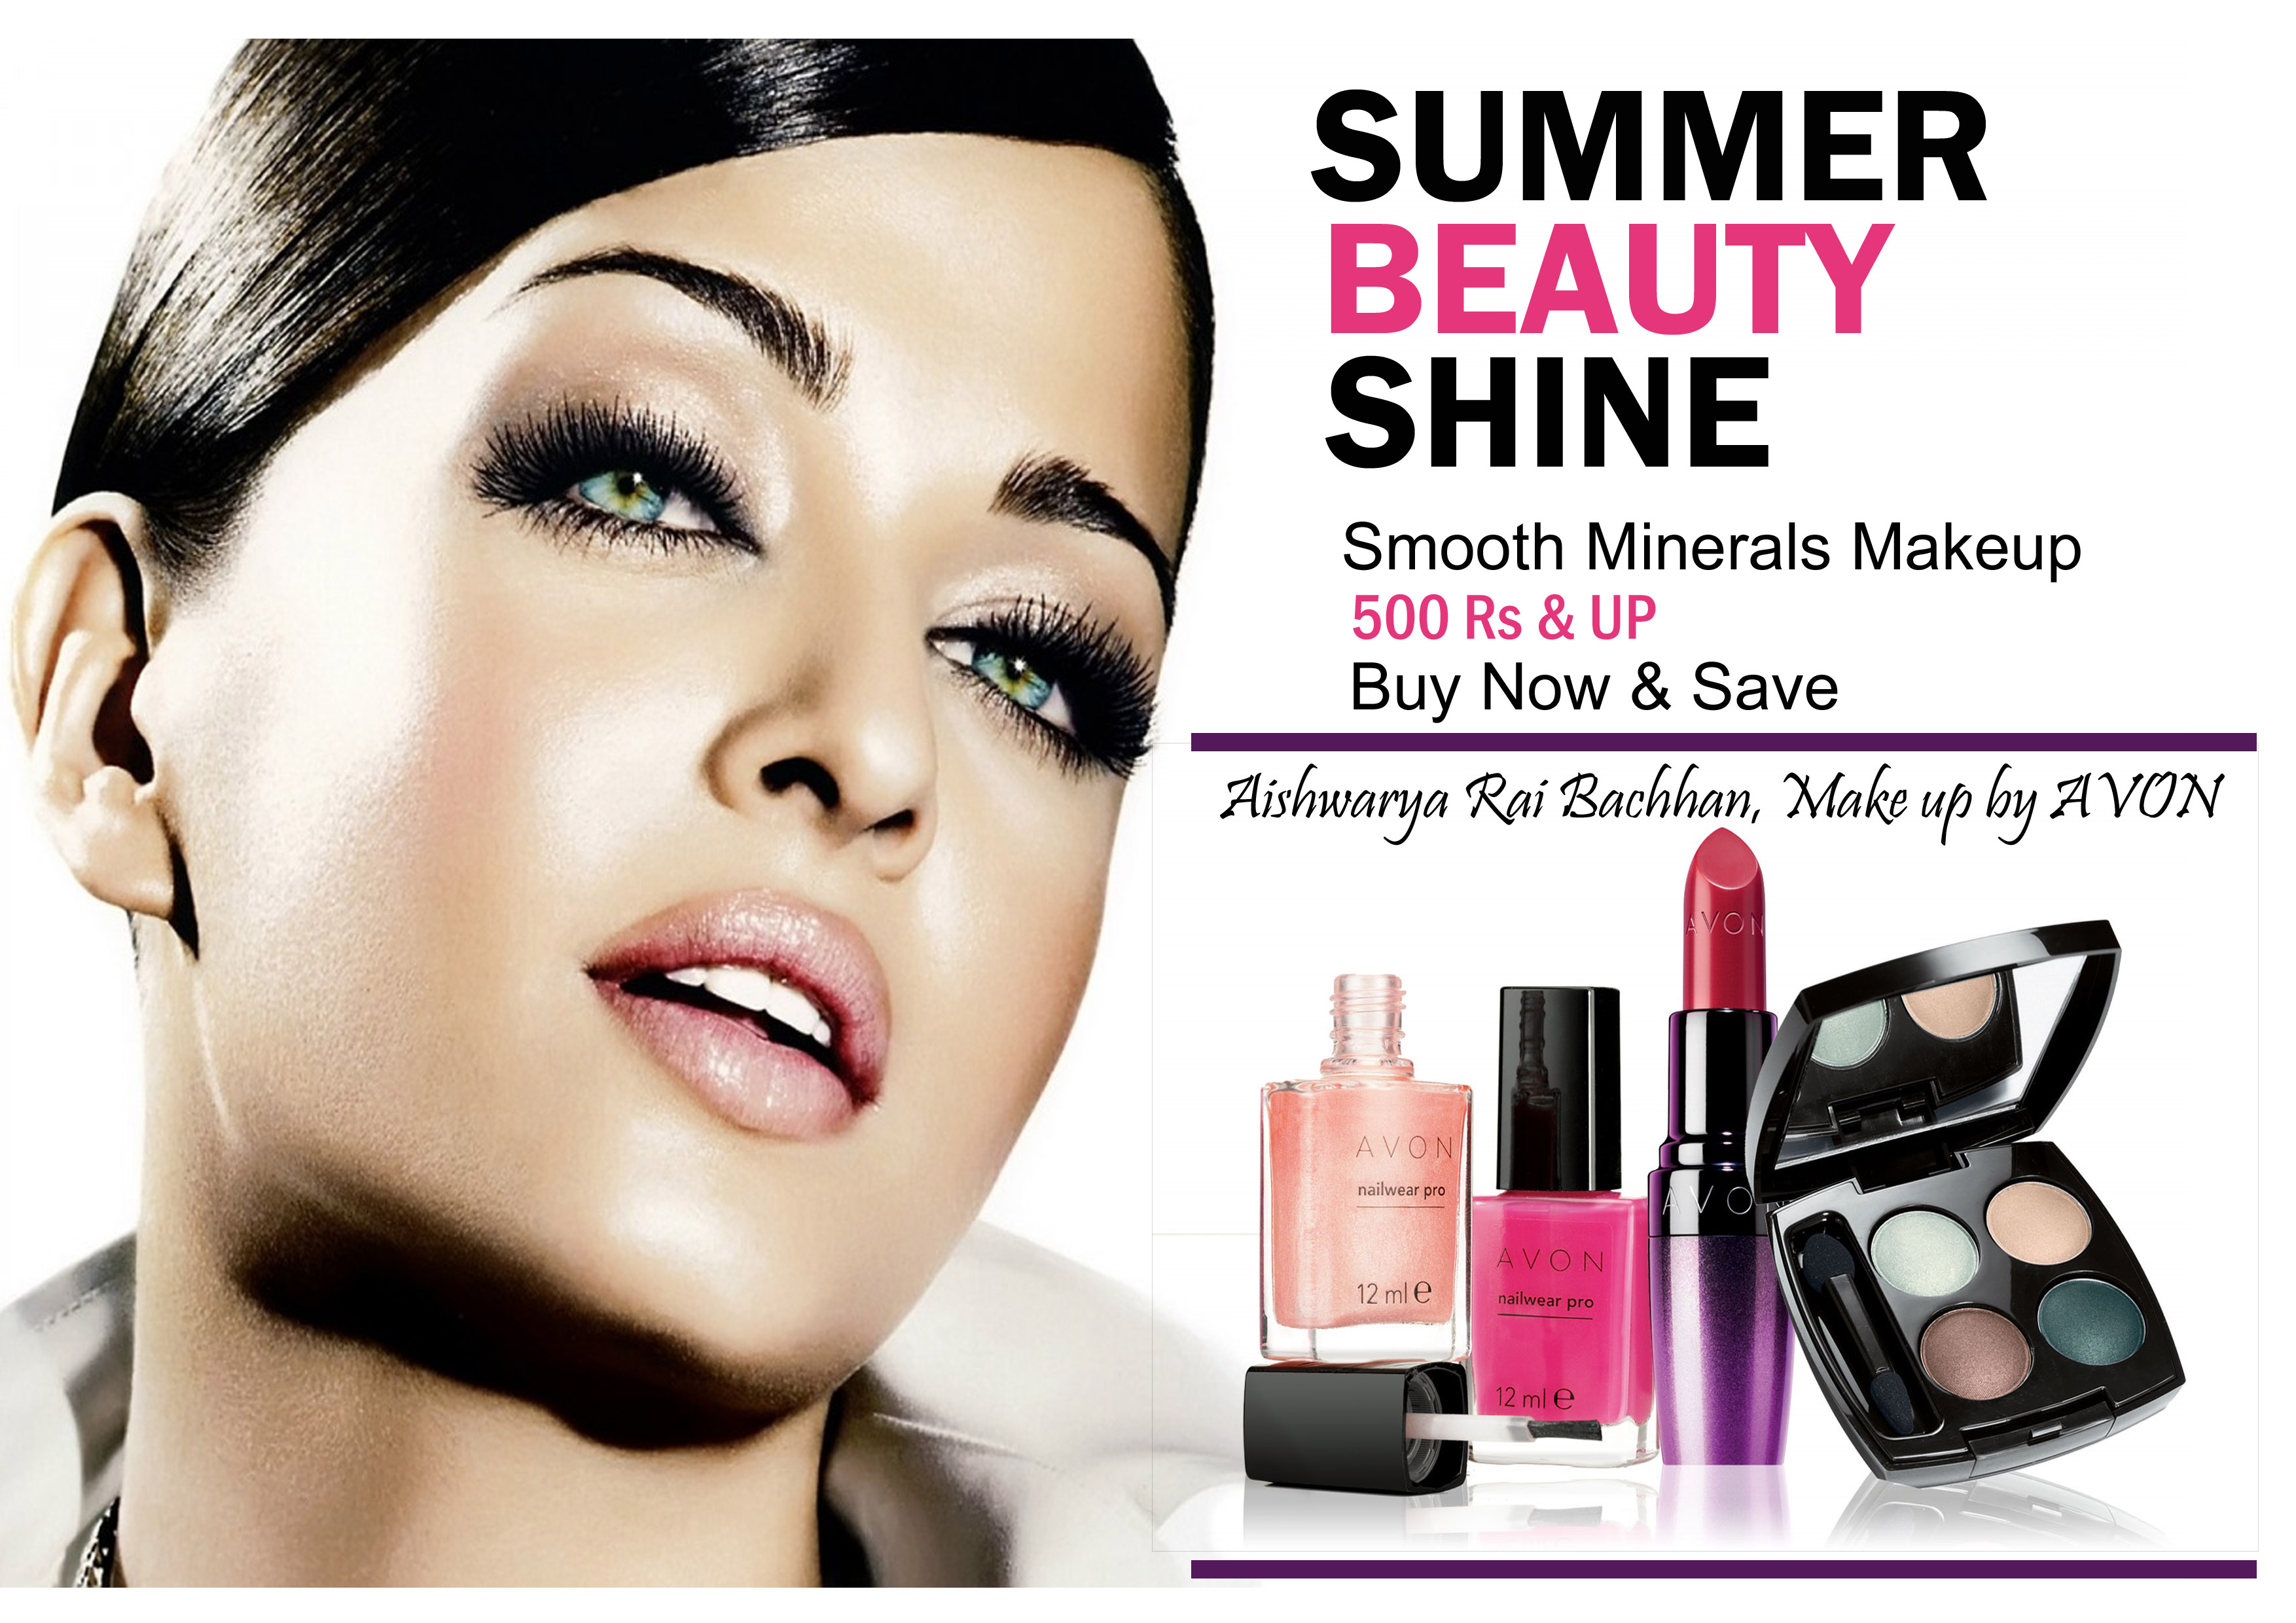 SUMMER
BEAUTY
SHINE
Smooth Minerals Makeup
500 Rs & UP
Buy Now & Save
Aishwarya Rai Bachhan, Make up by AVON
AVON
AVON
nailwear pro
12 ml e
AVO
AVON
nailwear pro
12 ml e